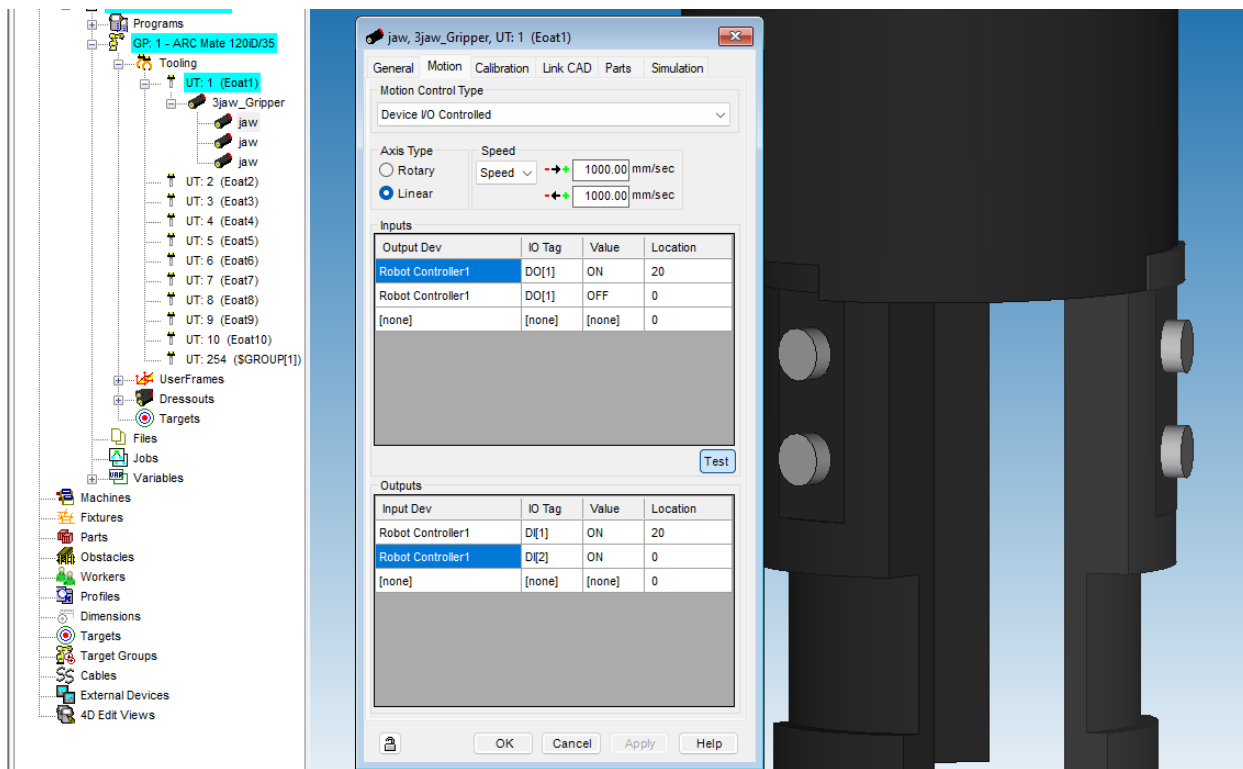 Programs
GP: 1 - ARC Mate 120iD/35
Tooling
UT: 1 (Eoat1)
3jaw_Gripper
jaw
jaw
jaw
UT: 2 (Eoat2)
UT: 3 (Eoat3)
UT: 4 (Eoat4)
UT: 5 (Eoat5)
UT: 6 (Eoat6)
UT: 7 (Eoat7)
UT: 8 (Eoat8)
UT: 9 (Eoat9)
UT: 10 (Eoat10)
UT: 254 ($GROUP[1])
UserFrames
Dressouts
Targets
Files
Jobs
Variables
Machines
Fixtures
Parts
Obstacles
Workers
Profiles
Dimensions
Targets
Target Groups
Cables
External Devices
4D Edit Views
jaw, 3jaw_Gripper, UT: 1 (Eoat1)
General Motion Calibration Link CAD Parts Simulation
Motion Control Type
Device I/O Controlled
Axis Type Speed
Rotary Speed 1000.00 mm/sec
Linear 1000.00 mm/sec
Inputs
Output Dev IO Tag Value Location
Robot Controller1 DO[1] ON 20
Robot Controller1 DO[1] OFF 0
[none] [none] [none] 0
Test
Outputs
Input Dev IO Tag Value Location
Robot Controller1 DI[1] ON 20
Robot Controller1 DI[2] ON 0
[none] [none] [none] 0
OK Cancel Apply Help